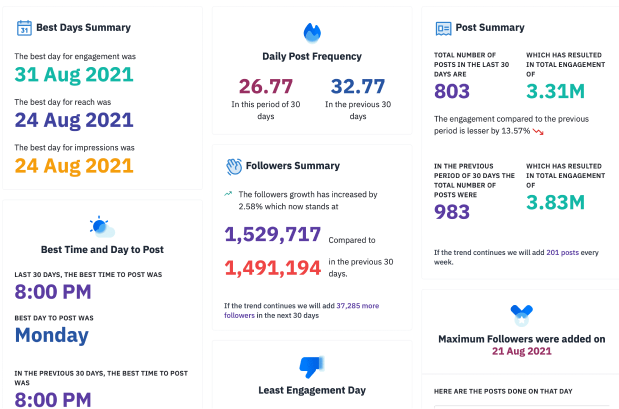 31
Best Days Summary
The best day for engagement was
31 Aug 2021
The best day for reach was
24 Aug 2021
The best day for impressions was
24 Aug 2021
Best Time and Day to Post
LAST 30 DAYS, THE BEST TIME TO POST WAS
8:00 PM
BEST DAY TO POST WAS
Monday
IN THE PREVIOUS 30 DAYS, THE BEST TIME TO POST
WAS
8:00 PM
Daily Post Frequency
26.77
In this period of 30
days
32.77
In the previous 30
days
Followers Summary
The followers growth has increased by
2.58% which now stands at
1,529,717 Compared to
1,491,194 in the previous 30
days.
If the trend continues we will add 37,285 more
followers in the next 30 days
Least Engagement Day
Post Summary
TOTAL NUMBER OF
POSTS IN THE LAST 30
DAYS ARE
803
WHICH HAS RESULTED
IN TOTAL ENGAGEMENT
OF
3.31M
The engagement compared to the previous
period is lesser by 13.57%
IN THE PREVIOUS
PERIOD OF 30 DAYS THE
TOTAL NUMBER OF
POSTS WERE
983
WHICH HAS RESULTED
IN TOTAL ENGAGEMENT
OF
3.83M
If the trend continues we will add 201 posts every
week.
Maximum Followers were added on
21 Aug 2021
HERE ARE THE POSTS DONE ON THAT DAY